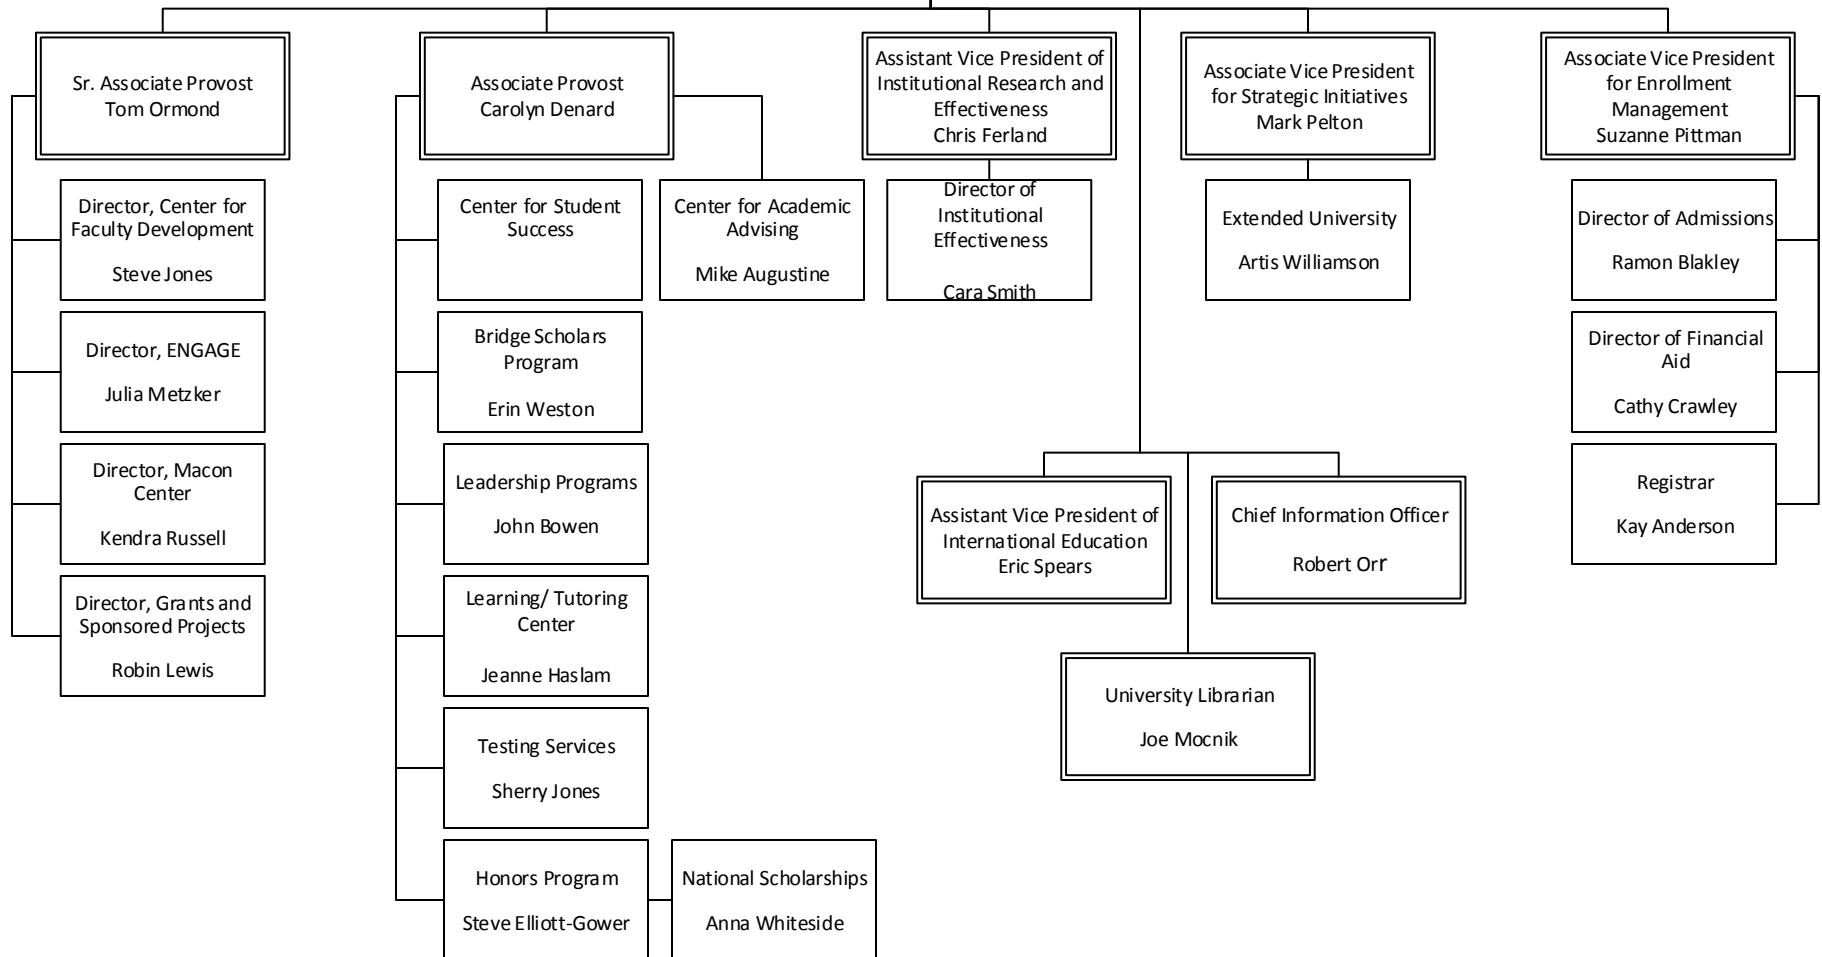 Sr. Associate Provost
Tom Ormond
Director, Center for
Faculty Development
Steve Jones
Director, ENGAGE
Julia Metzker
Director, Macon
Center
Kendra Russell
Director, Grants and
Sponsored Projects
Robin Lewis
Associate Provost
Carolyn Denard
Center for Student
Success
Center for Academic
Advising
Mike Augustine
Bridge Scholars
Program
Erin Weston
Leadership Programs
John Bowen
Learning/ Tutoring
Center
Jeanne Haslam
Testing Services
Sherry Jones
Honors Program
Steve Elliott-Gower
National Scholarships
Anna Whiteside
Assistant Vice President of
Institutional Research and
Effectiveness
Chris Ferland
Director of
Institutional
Effectiveness
Cara Smith
Associate Vice President
for Strategic Initiatives
Mark Pelton
Extended University
Artis Williamson
Assistant Vice President of
International Education
Eric Spears
Chief Information Officer
Robert Orr
University Librarian
Joe Mocnik
Associate Vice President
for Enrollment
Management
Suzanne Pittman
Director of Admissions
Ramon Blakley
Director of Financial
Aid
Cathy Crawley
Registrar
Kay Anderson